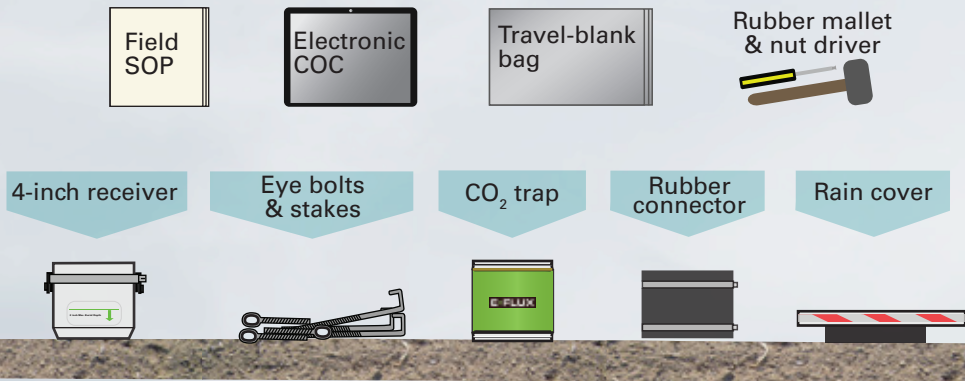 Field
SOP
Electronic
COC
Travel-blank
bag
Rubber mallet
& nut driver
4-inch receiver
Eye bolts
& stakes
CO₂ trap
Rubber
connector
Rain cover
E-FLUX